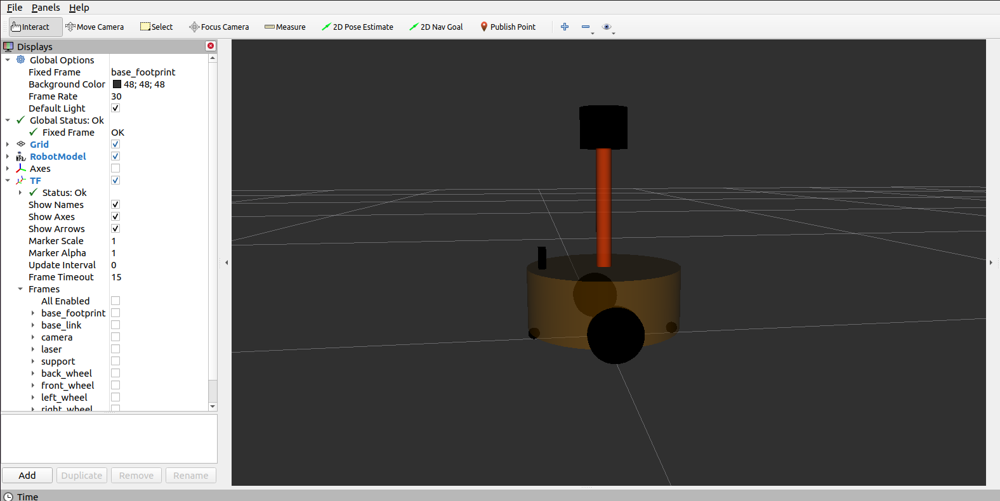 File Panels Help
Interact Move Camera Select Focus Camera Measure 2D Pose Estimate 2D Nav Goal Publish Point
Displays
Global Options
Fixed Frame base_footprint
Background Color 48; 48; 48
Frame Rate 30
Default Light
Global Status: Ok
Fixed Frame OK
Grid
RobotModel
Axes
TF
Status: Ok
Show Names
Show Axes
Show Arrows
Marker Scale 1
Marker Alpha 1
Update Interval 0
Frame Timeout 15
Frames
All Enabled
base_footprint
base_link
camera
laser
support
back_wheel
front_wheel
left_wheel
right_wheel
Add Duplicate Remove Rename
Time